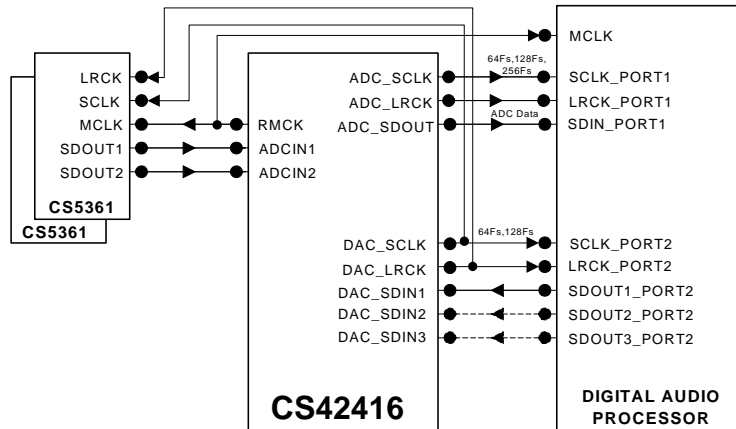 MCLK
64Fs,128Fs,
256Fs
LRCK
SCLK
MCLK
SDOUT1
SDOUT2
CS5361
CS5361
RMCK
ADCIN1
ADCIN2
ADC_SCLK
ADC_LRCK
ADC_SDOUT
ADC Data
SCLK_PORT1
LRCK_PORT1
SDIN_PORT1
DAC_SCLK
DAC_LRCK
DAC_SDIN1
DAC_SDIN2
DAC_SDIN3
64Fs,128Fs
SCLK_PORT2
LRCK_PORT2
SDOUT1_PORT2
SDOUT2_PORT2
SDOUT3_PORT2
CS42416
DIGITAL AUDIO
PROCESSOR